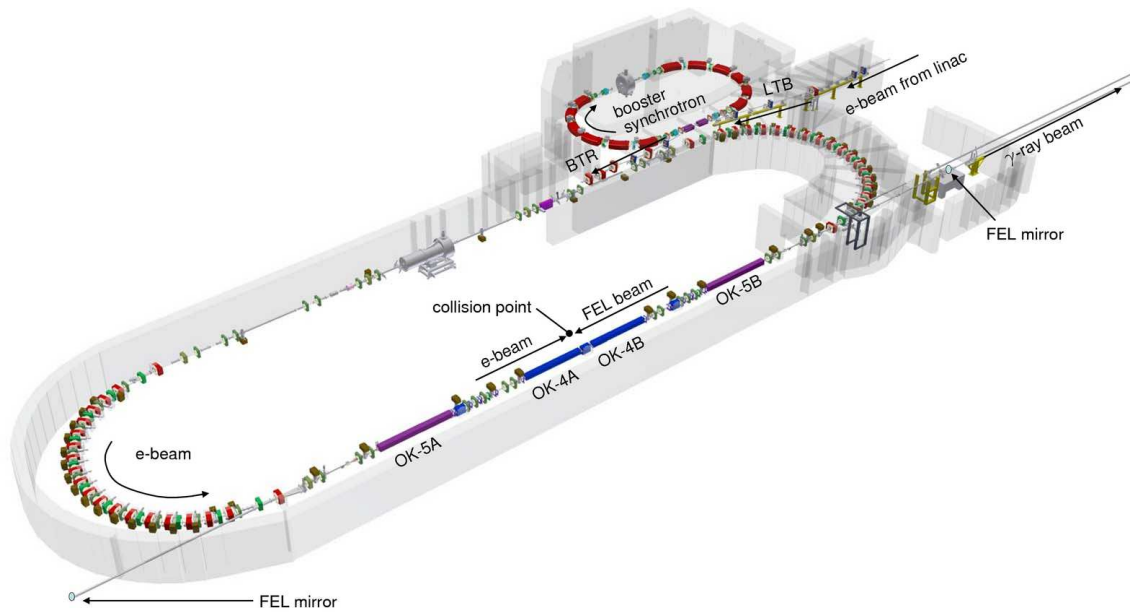 LTB
e-beam from linac
booster
synchrotron
BTR
γ-ray beam
FEL mirror
OK-5B
collision point
FEL beam
e-beam
OK-4B
OK-4A
OK-5A
e-beam
FEL mirror